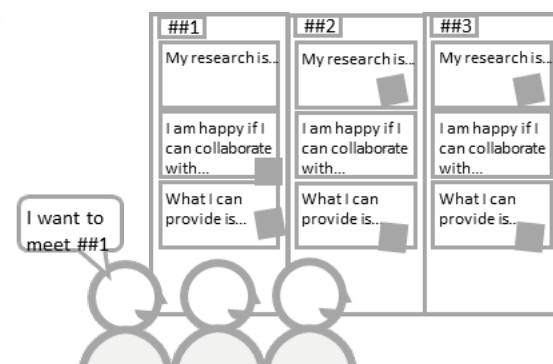 ##1
My research is...
I am happy if I
can collaborate
with...
What I can
provide is...
##2
My research is...
I am happy if I
can collaborate
with...
What I can
provide is...
##3
My research is...
I am happy if I
can collaborate
with...
What I can
provide is...
I want to
meet ##1